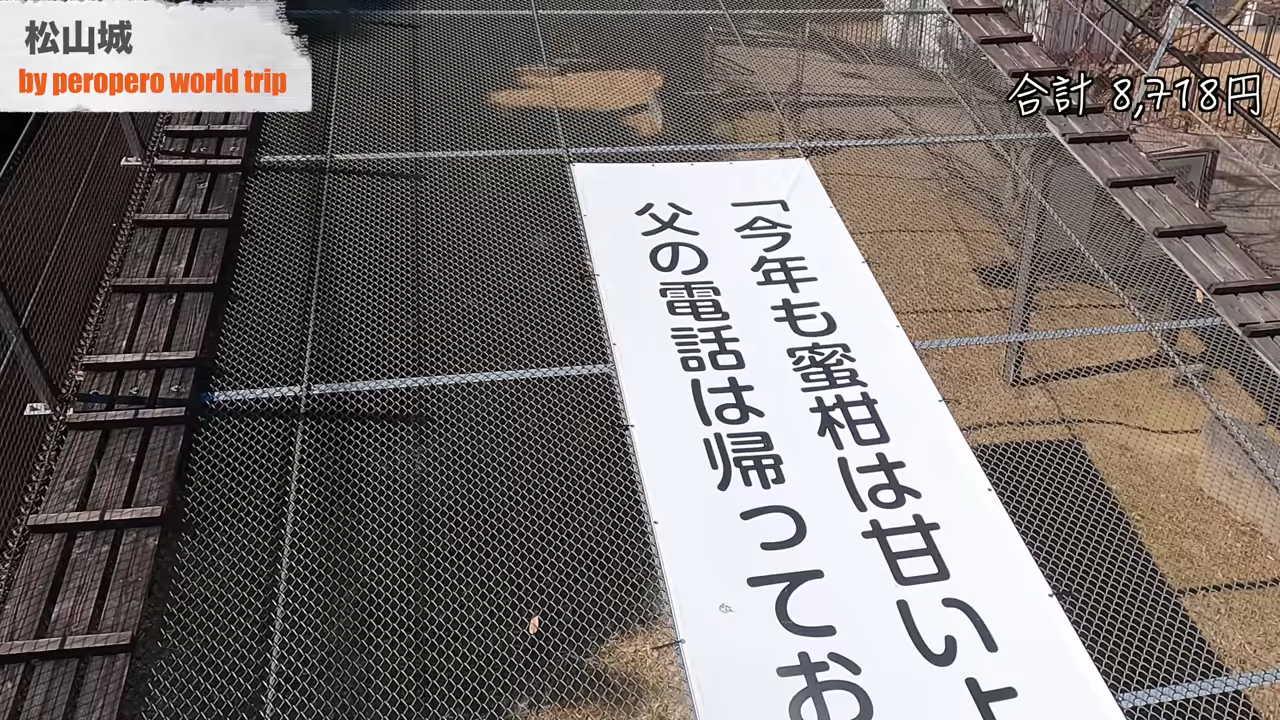 松山城
by peropero world trip
合計 8,718円
「今年も蜜柑は甘いよ
父の電話は帰ってお